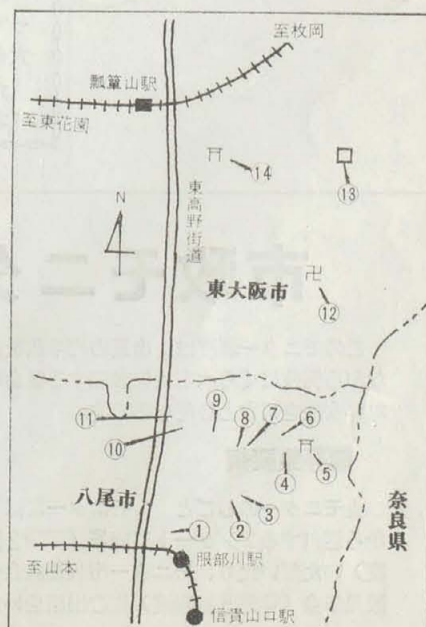 至枚岡
瓢箪山駅
至東花園
⑭
⑬
N
東高野街道
東大阪市
⑫
⑨
⑧
⑦
⑥
⑪
⑩
④
⑤
八尾市
③
①
②
奈良県
服部川駅
至山本
信貴山口駅